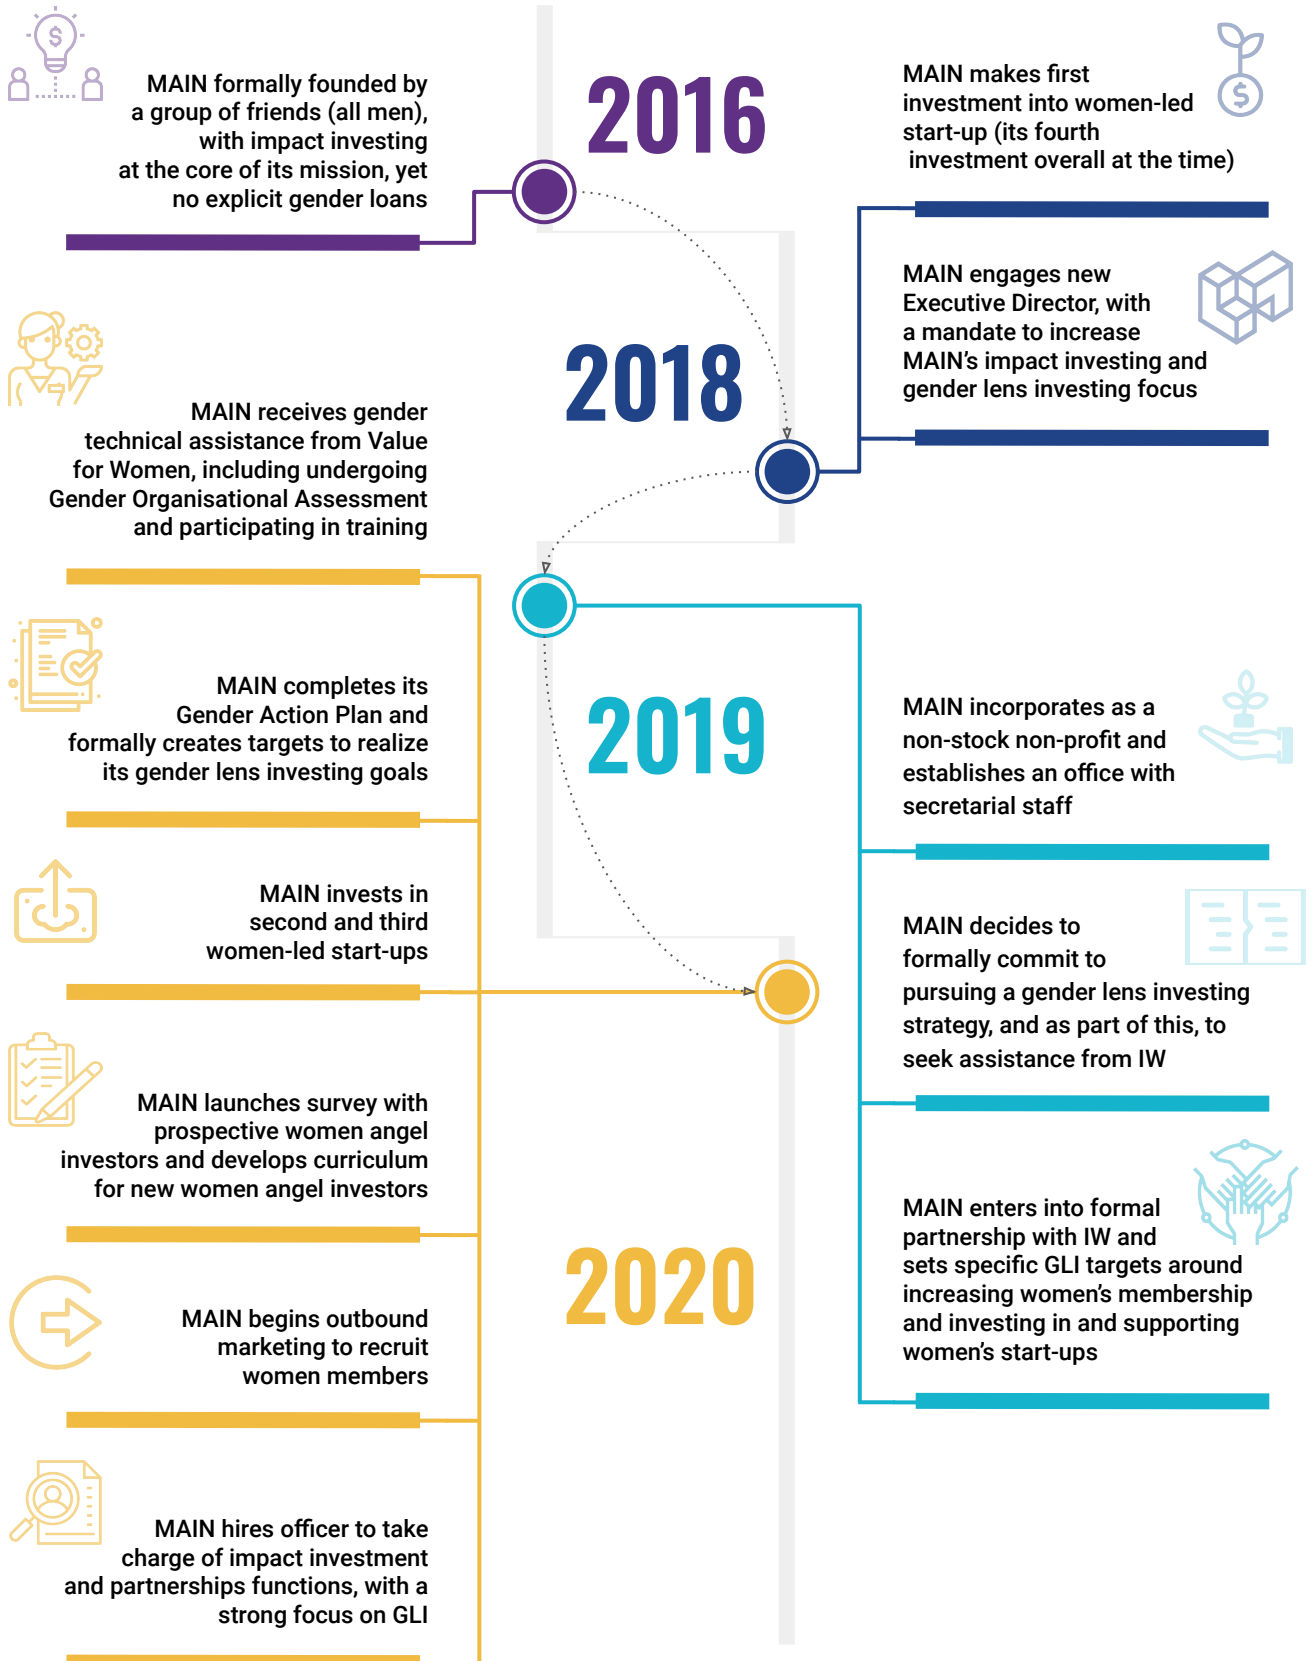 2016
MAIN formally founded by
a group of friends (all men),
with impact investing
at the core of its mission, yet
no explicit gender loans
2018
MAIN makes first
investment into women-led
start-up (its fourth
investment overall at the time)
MAIN engages new
Executive Director, with
a mandate to increase
MAIN’s impact investing and
gender lens investing focus
2019
MAIN incorporates as a
non-stock non-profit and
establishes an office with
secretarial staff
MAIN decides to
formally commit to
pursuing a gender lens investing
strategy, and as part of this, to
seek assistance from IW
MAIN enters into formal
partnership with IW and
sets specific GLI targets around
increasing women’s membership
and investing in and supporting
women’s start-ups
2020
MAIN receives gender
technical assistance from Value
for Women, including undergoing
Gender Organisational Assessment
and participating in training
MAIN completes its
Gender Action Plan and
formally creates targets to realize
its gender lens investing goals
MAIN invests in
second and third
women-led start-ups
MAIN launches survey with
prospective women angel
investors and develops curriculum
for new women angel investors
MAIN begins outbound
marketing to recruit
women members
MAIN hires officer to take
charge of impact investment
and partnerships functions, with a
strong focus on GLI